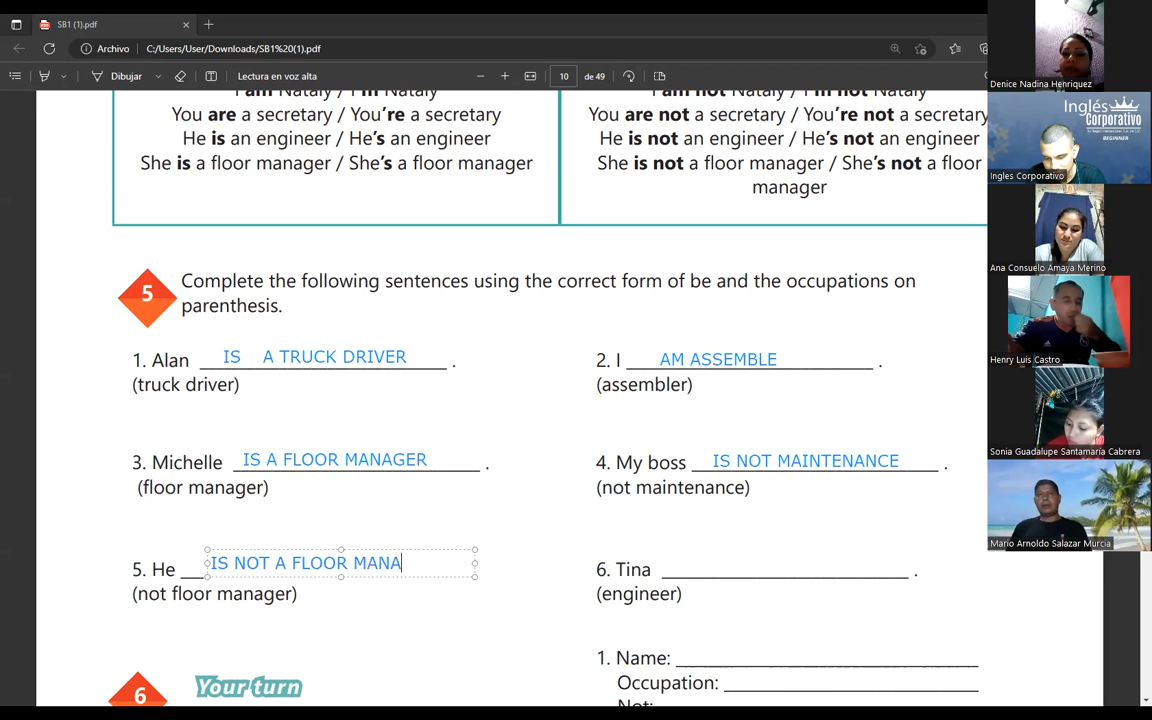 SB1 (1).pdf
Archivo
C:/Users/User/Downloads/SB1%20(1).pdf
Dibujar
Lectura en voz alta
10
de 49
I am Nataly / I'm Nataly
You are a secretary / You're a secretary
He is an engineer / He's an engineer
She is a floor manager / She's a floor manager
I am not Nataly / I'm not Nataly
You are not a secretary / You're not a secretary
He is not an engineer / He's not an engineer
She is not a floor manager / She's not a floor
manager
5
Complete the following sentences using the correct form of be and the occupations on
parenthesis.
1. Alan IS A TRUCK DRIVER .
(truck driver)
2. I AM ASSEMBLE .
(assembler)
3. Michelle IS A FLOOR MANAGER .
(floor manager)
4. My boss IS NOT MAINTENANCE .
(not maintenance)
5. He IS NOT A FLOOR MANA
(not floor manager)
6. Tina .
(engineer)
6
Your turn
1. Name:
Occupation:
Not:
Denice Nadina Henriquez
Inglés
Corporativo
BEGINNER
Ingles Corporativo
Ana Consuelo Amaya Merino
Henry Luis Castro
Sonia Guadalupe Santamaría Cabrera
Mario Arnoldo Salazar Murcia